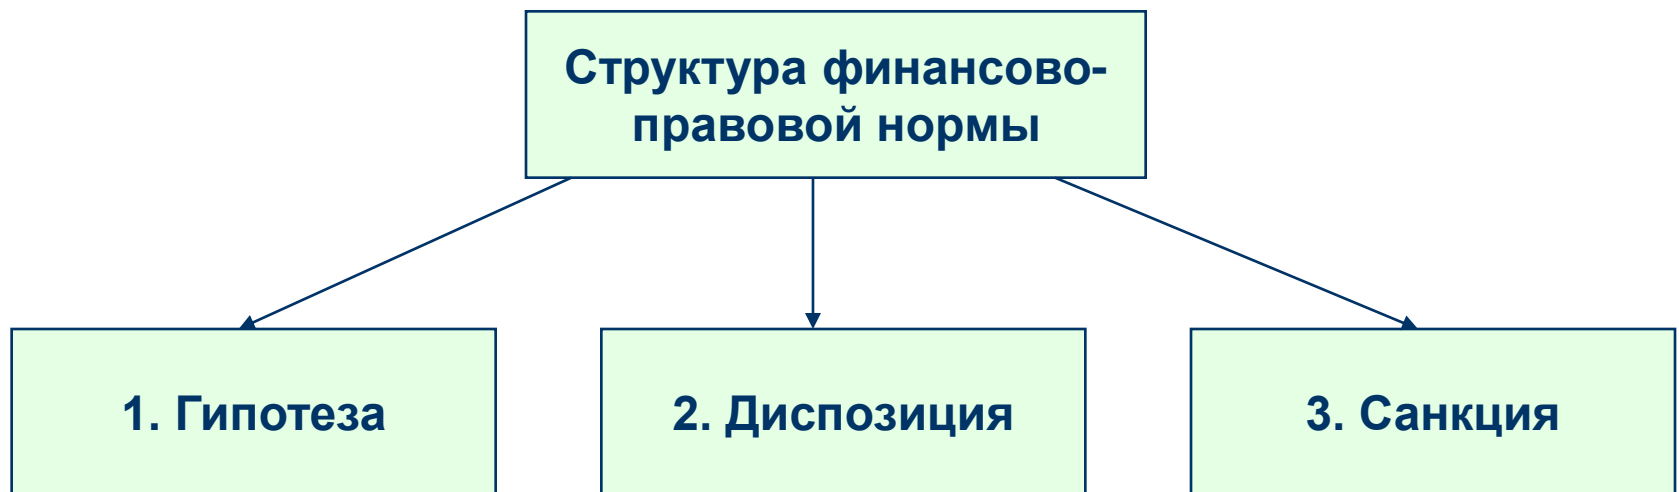 Структура финансово-
правовой нормы
1. Гипотеза
2. Диспозиция
3. Санкция